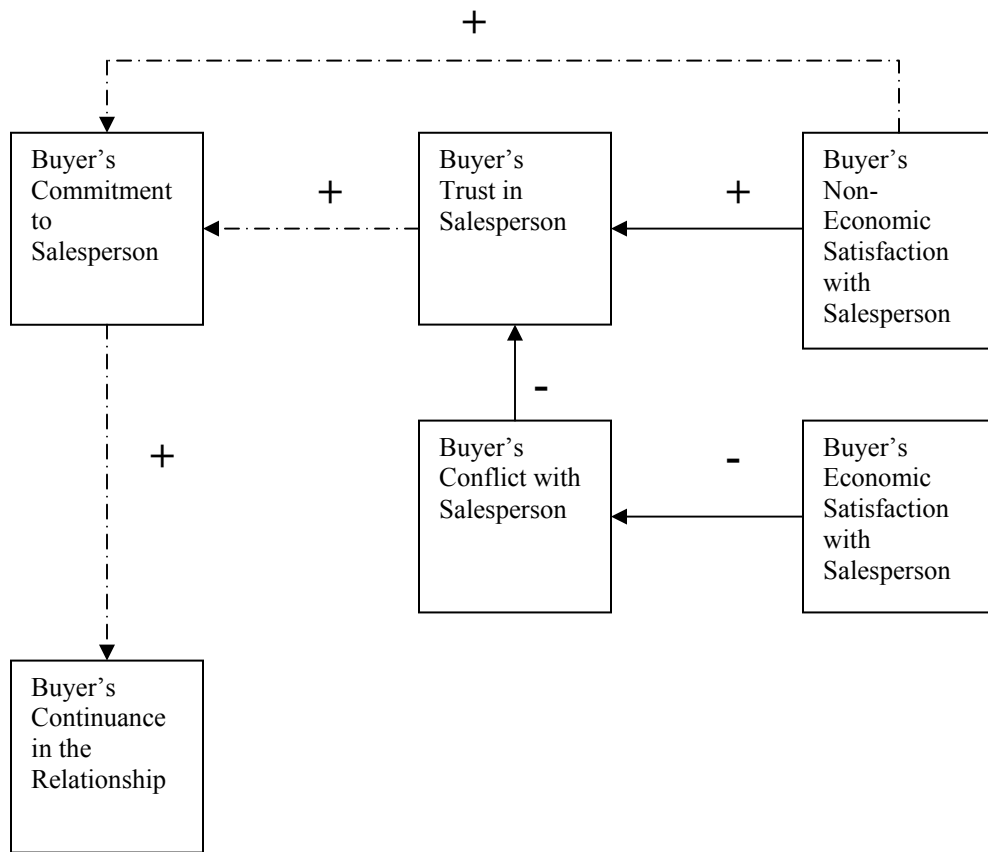 +
Buyer’s
Commitment
to
Salesperson
+
Buyer’s
Trust in
Salesperson
+
Buyer’s
Non-
Economic
Satisfaction
with
Salesperson
-
Buyer’s
Conflict with
Salesperson
-
Buyer’s
Economic
Satisfaction
with
Salesperson
+
Buyer’s
Continuance
in the
Relationship